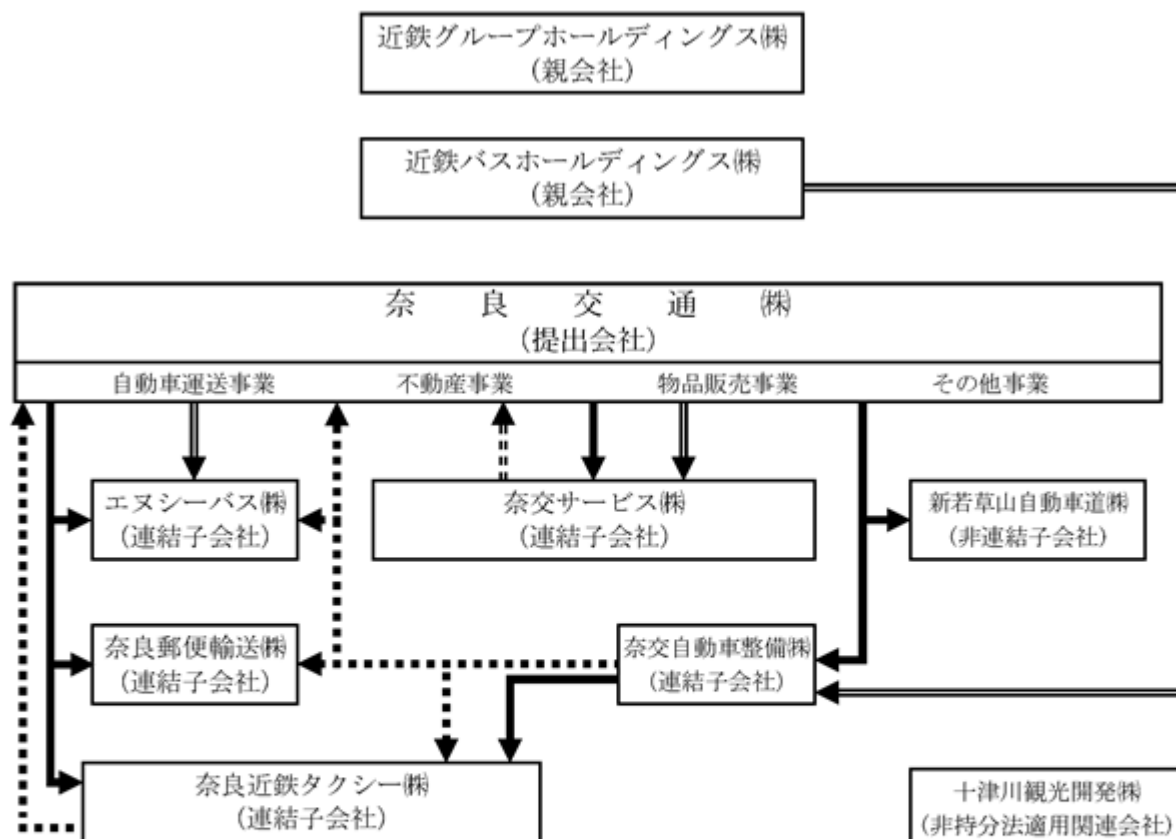 近鉄グループホールディングス㈱
(親会社)
近鉄バスホールディングス㈱
(親会社)
奈良交通㈱
(提出会社)
自動車運送事業 不動産事業 物品販売事業 その他事業
エヌシーバス㈱
(連結子会社)
奈交サービス㈱
(連結子会社)
新若草山自動車道㈱
(非連結子会社)
奈良郵便輸送㈱
(連結子会社)
奈交自動車整備㈱
(連結子会社)
奈良近鉄タクシー㈱
(連結子会社)
十津川観光開発㈱
(非持分法適用関連会社)